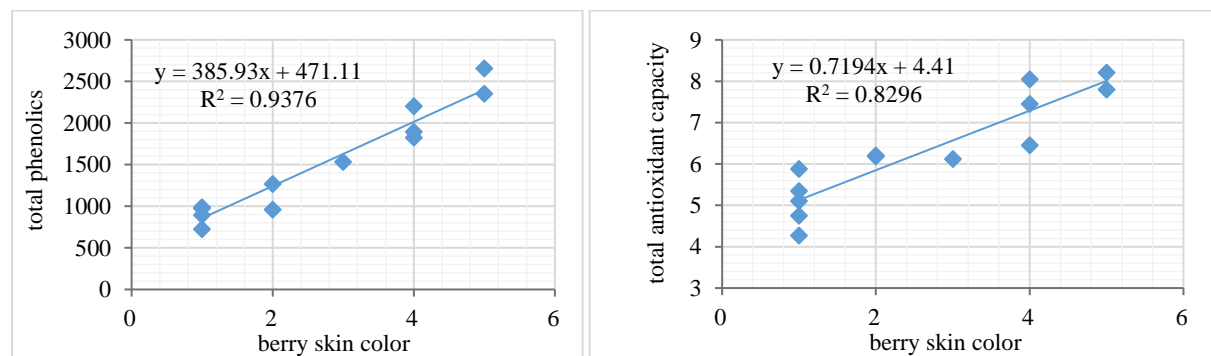 3000
2500
2000
1500
1000
500
0
y = 385.93x + 471.11
R² = 0.9376
total phenolics
0 2 4 6
berry skin color
9
8
7
6
5
4
3
y = 0.7194x + 4.41
R² = 0.8296
total antioxidant capacity
0 2 4 6
berry skin color